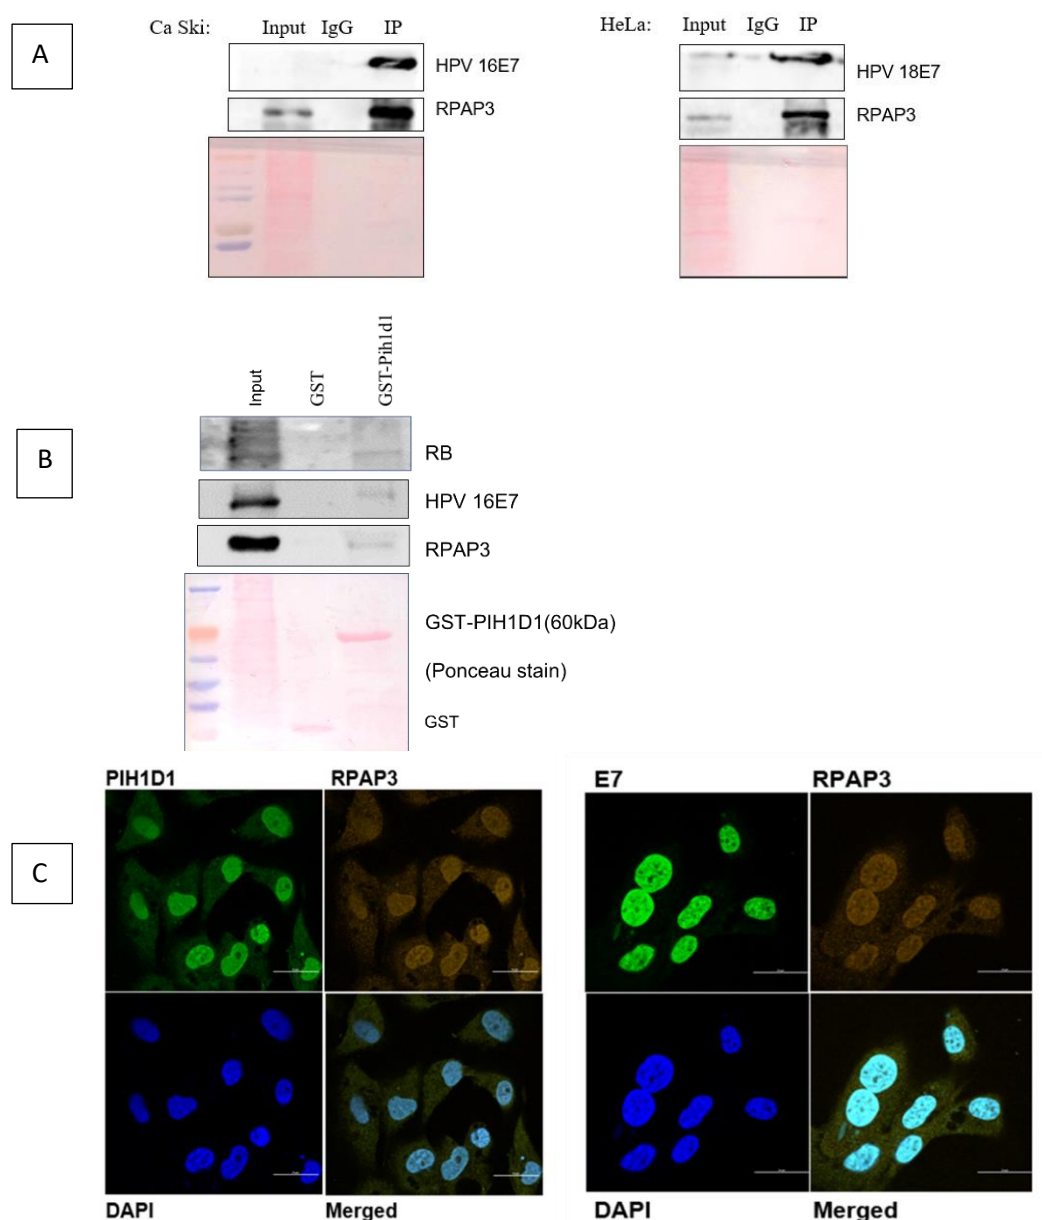 A
Ca Ski: Input IgG IP
HPV 16E7
RPAP3
HeLa: Input IgG IP
HPV 18E7
RPAP3
B
Input GST GST-Pih1d1
RB
HPV 16E7
RPAP3
GST-PIH1D1(60kDa)
(Ponceau stain)
GST
C
PIH1D1 RPAP3
DAPI Merged
E7 RPAP3
DAPI Merged